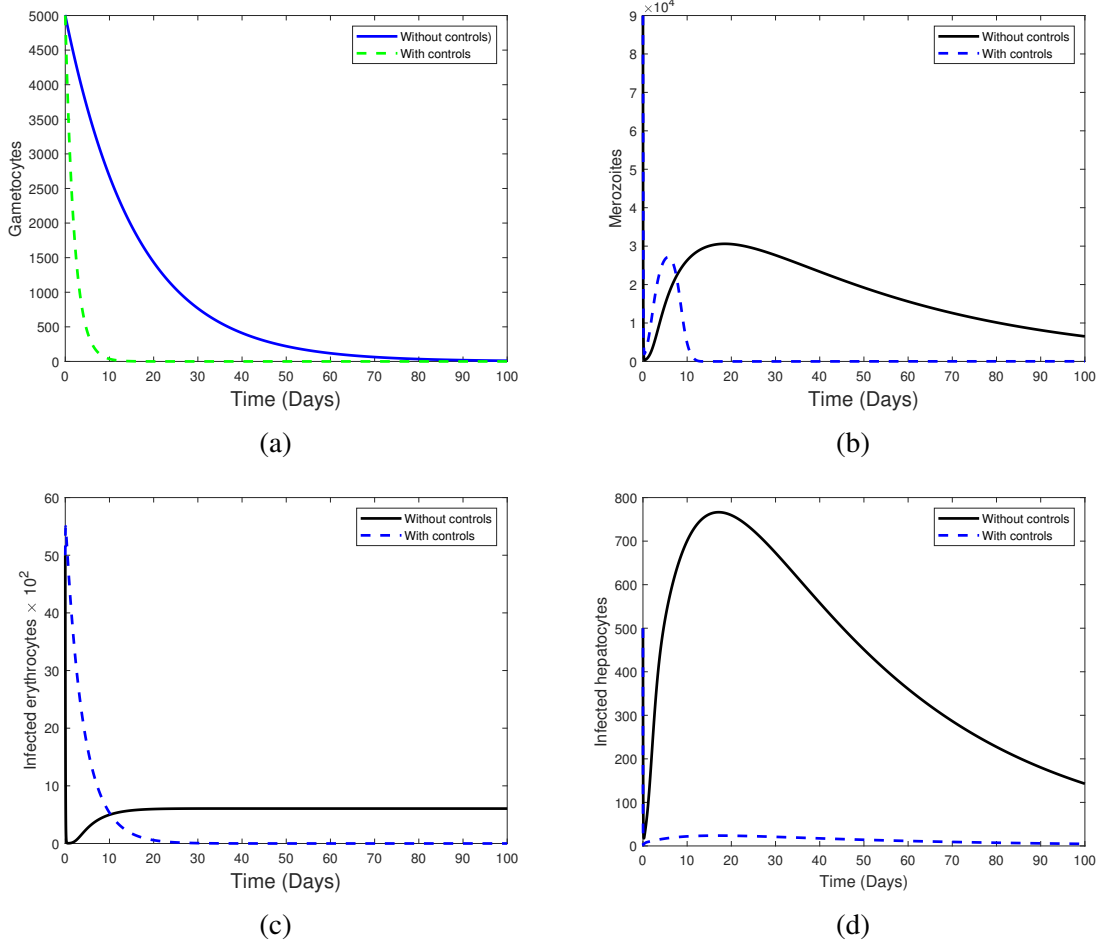 5000
4500
4000
3500
3000
2500
2000
1500
1000
500
0
Gametocytes
Without controls)
With controls
0 10 20 30 40 50 60 70 80 90 100
Time (Days)
(a)
×10^4
9
8
7
6
5
4
3
2
1
0
Merozoites
Without controls
With controls
0 10 20 30 40 50 60 70 80 90 100
Time (Days)
(b)
60
50
40
30
20
10
0
Infected erythrocytes × 10^2
Without controls
With controls
0 10 20 30 40 50 60 70 80 90 100
Time (Days)
(c)
800
700
600
500
400
300
200
100
0
Infected hepatocytes
Without controls
With controls
0 10 20 30 40 50 60 70 80 90 100
Time (Days)
(d)